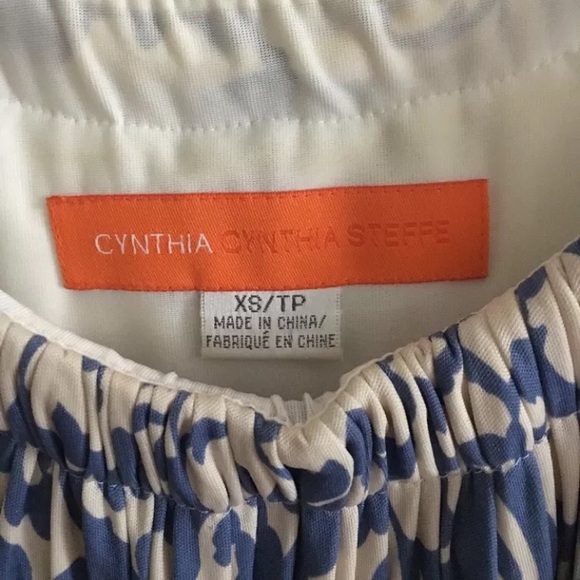 CYNTHIA CYNTHIA STEFFE
XS/TP
MADE IN CHINA/
FABRIQUÉ EN CHINE